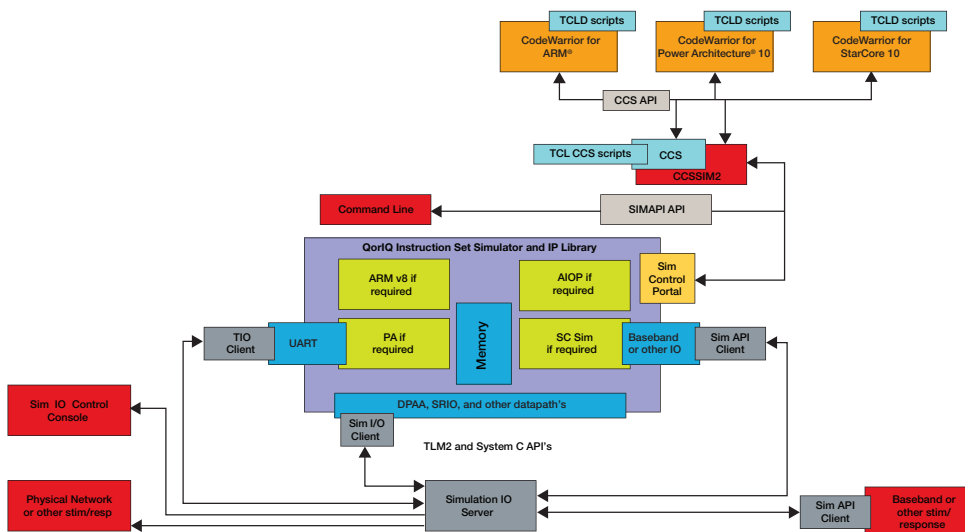 TCLD scripts
TCLD scripts
TCLD scripts
CodeWarrior for
ARM®
CodeWarrior for
Power Architecture® 10
CodeWarrior for
StarCore 10
CCS API
TCL CCS scripts
CCS
CCSSIM2
Command Line
SIMAPI API
QorIQ Instruction Set Simulator and IP Library
Sim
Control
Portal
ARM v8 if
required
AIOP if
required
Memory
TIO
Client
UART
PA if
required
SC Sim
if required
Baseband
or other IO
Sim API
Client
Sim IO Control
Console
DPAA, SRIO, and other datapath's
Sim I/O
Client
TLM2 and System C API's
Physical Network
or other stim/resp
Simulation IO
Server
Sim API
Client
Baseband or
other stim/
response